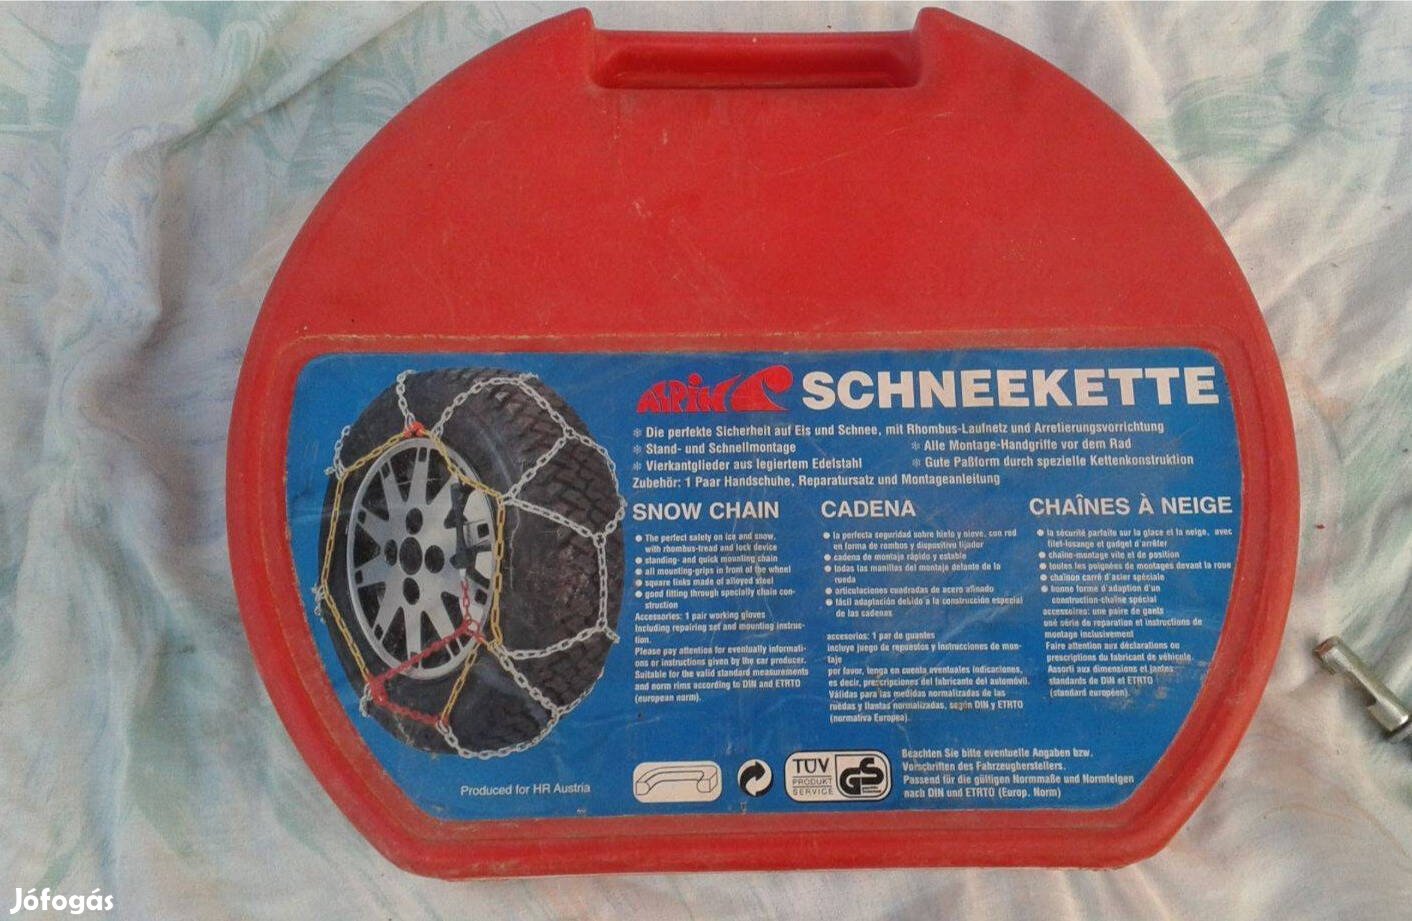 Alpin SCHNEEKETTE
Die perfekte Sicherheit auf Eis und Schnee, mit Rhombus-Laufnetz und Arretierungsvorrichtung
Stand- und Schnellmontage
Alle Montage-Handgriffe vor dem Rad
Vierkantglieder aus legiertem Edelstahl
Gute Paßform durch spezielle Kettenkonstruktion
Zubehör: 1 Paar Handschuhe, Reparatursatz und Montageanleitung
SNOW CHAIN
The perfect safety on ice and snow,
with rhombus-tread and lock device
standing- and quick mounting chain
all mounting-grips in front of the wheel
square links made of alloyed steel
good fitting through specially chain con-
struction
Accessories: 1 pair working gloves
Including repairing set and mounting instruc-
tion.
Please pay attention for eventually informati-
ons or instructions given by the car producer.
Suitable for the valid standard measurements
and norm rims according to DIN and ETRTO
(european norm).
CADENA
la perfecta seguridad sobre hielo y nieve, con red
en forma de rombos y dispositivo fijador
cadena de montaje rápido y estable
todas las manillas del montaje delante de la
rueda
articulaciones cuadradas de acero afinado
fácil adaptación debido a la construcción especial
de las cadenas
accesorios: 1 par de guantes
incluye juego de repuestos y instrucciones de mon-
taje
por favor, tenga en cuenta eventuales indicaciones,
es decir, prescripciones del fabricante del automóvil.
Válidas para las medidas normalizadas de las
ruedas y llantas normalizadas, según DIN y ETRTO
(normativa Europea).
CHAÎNES À NEIGE
la sécurité parfaite sur la glace et la neige, avec
filet-losange et gadget d'arrêter
chaîne-montage vite et de position
toutes les poignées de montages devant la roue
chaînon carré d'acier spéciale
bonne forme d'adaption d'un
construction-chaîne spécial
accessoires: une paire de gants
une série de reparation et instructions de
montage inclusivement
Faire attention aux déclarations ou
prescriptions du fabricant de véhicule.
Assorti aux dimensions et jantes
standards de DIN et ETRTO
(standard européen).
Produced for HR Austria
TÜV
PRODUKT
SERVICE
GS
Beachten Sie bitte eventuelle Angaben bzw.
Vorschriften des Fahrzeugherstellers.
Passend für die gültigen Normmaße und Normfelgen
nach DIN und ETRTO (Europ. Norm)
Jófogás